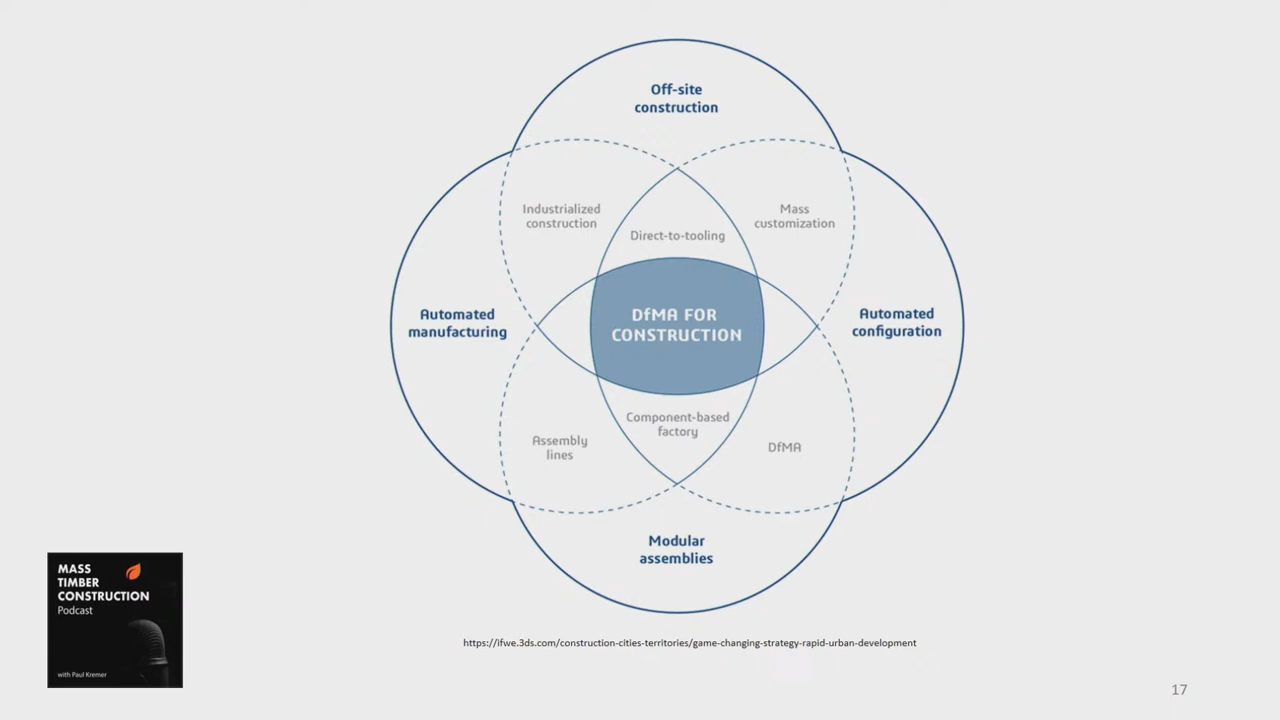 Off-site
construction
Industrialized
construction
Mass
customization
Direct-to-tooling
Automated
manufacturing
DfMA FOR
CONSTRUCTION
Automated
configuration
Component-based
factory
Assembly
lines
DfMA
Modular
assemblies
MASS
TIMBER
CONSTRUCTION
Podcast
with Paul Kremer
https://ifwe.3ds.com/construction-cities-territories/game-changing-strategy-rapid-urban-development
17